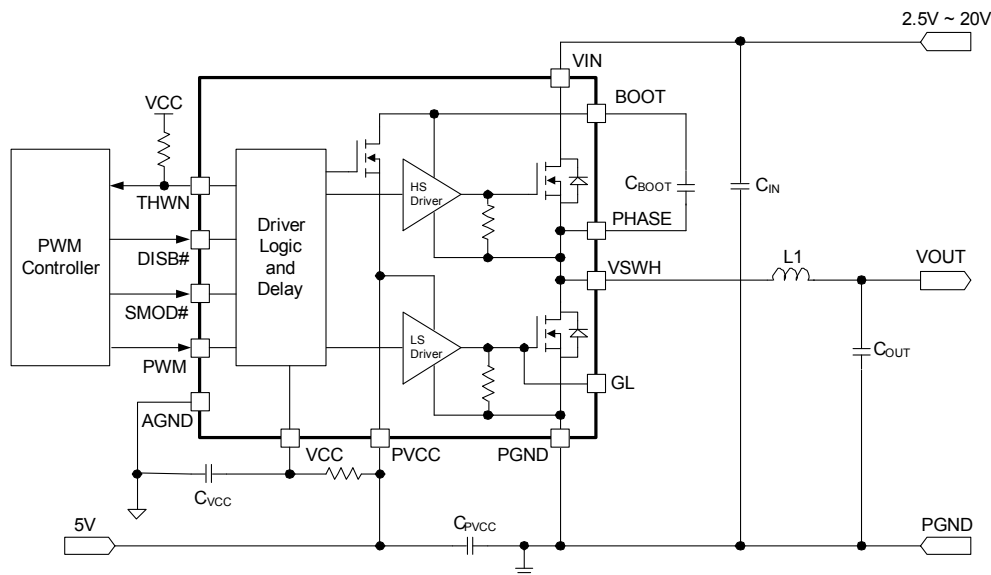 2.5V ~ 20V
VIN
BOOT
VCC
THWN
HS
Driver
CBOOT
CIN
PWM
Controller
Driver
Logic
and
Delay
PHASE
DISB#
VSWH
L1
VOUT
SMOD#
LS
Driver
COUT
PWM
GL
AGND
VCC
PVCC
PGND
CVCC
5V
CPVCC
PGND